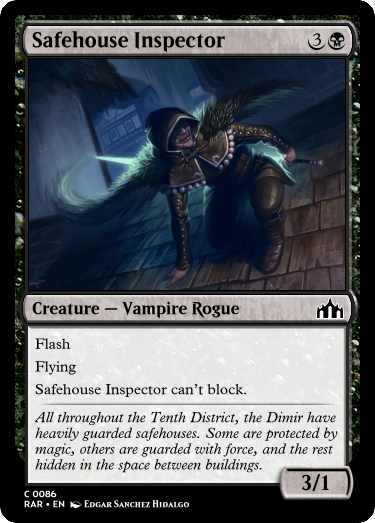 Safehouse Inspector 3
Creature — Vampire Rogue
Flash
Flying
Safehouse Inspector can't block.
All throughout the Tenth District, the Dimir have
heavily guarded safehouses. Some are protected by
magic, others are guarded with force, and the rest
hidden in the space between buildings.
3/1
C 0086
RAR • EN Edgar Sanchez Hidalgo